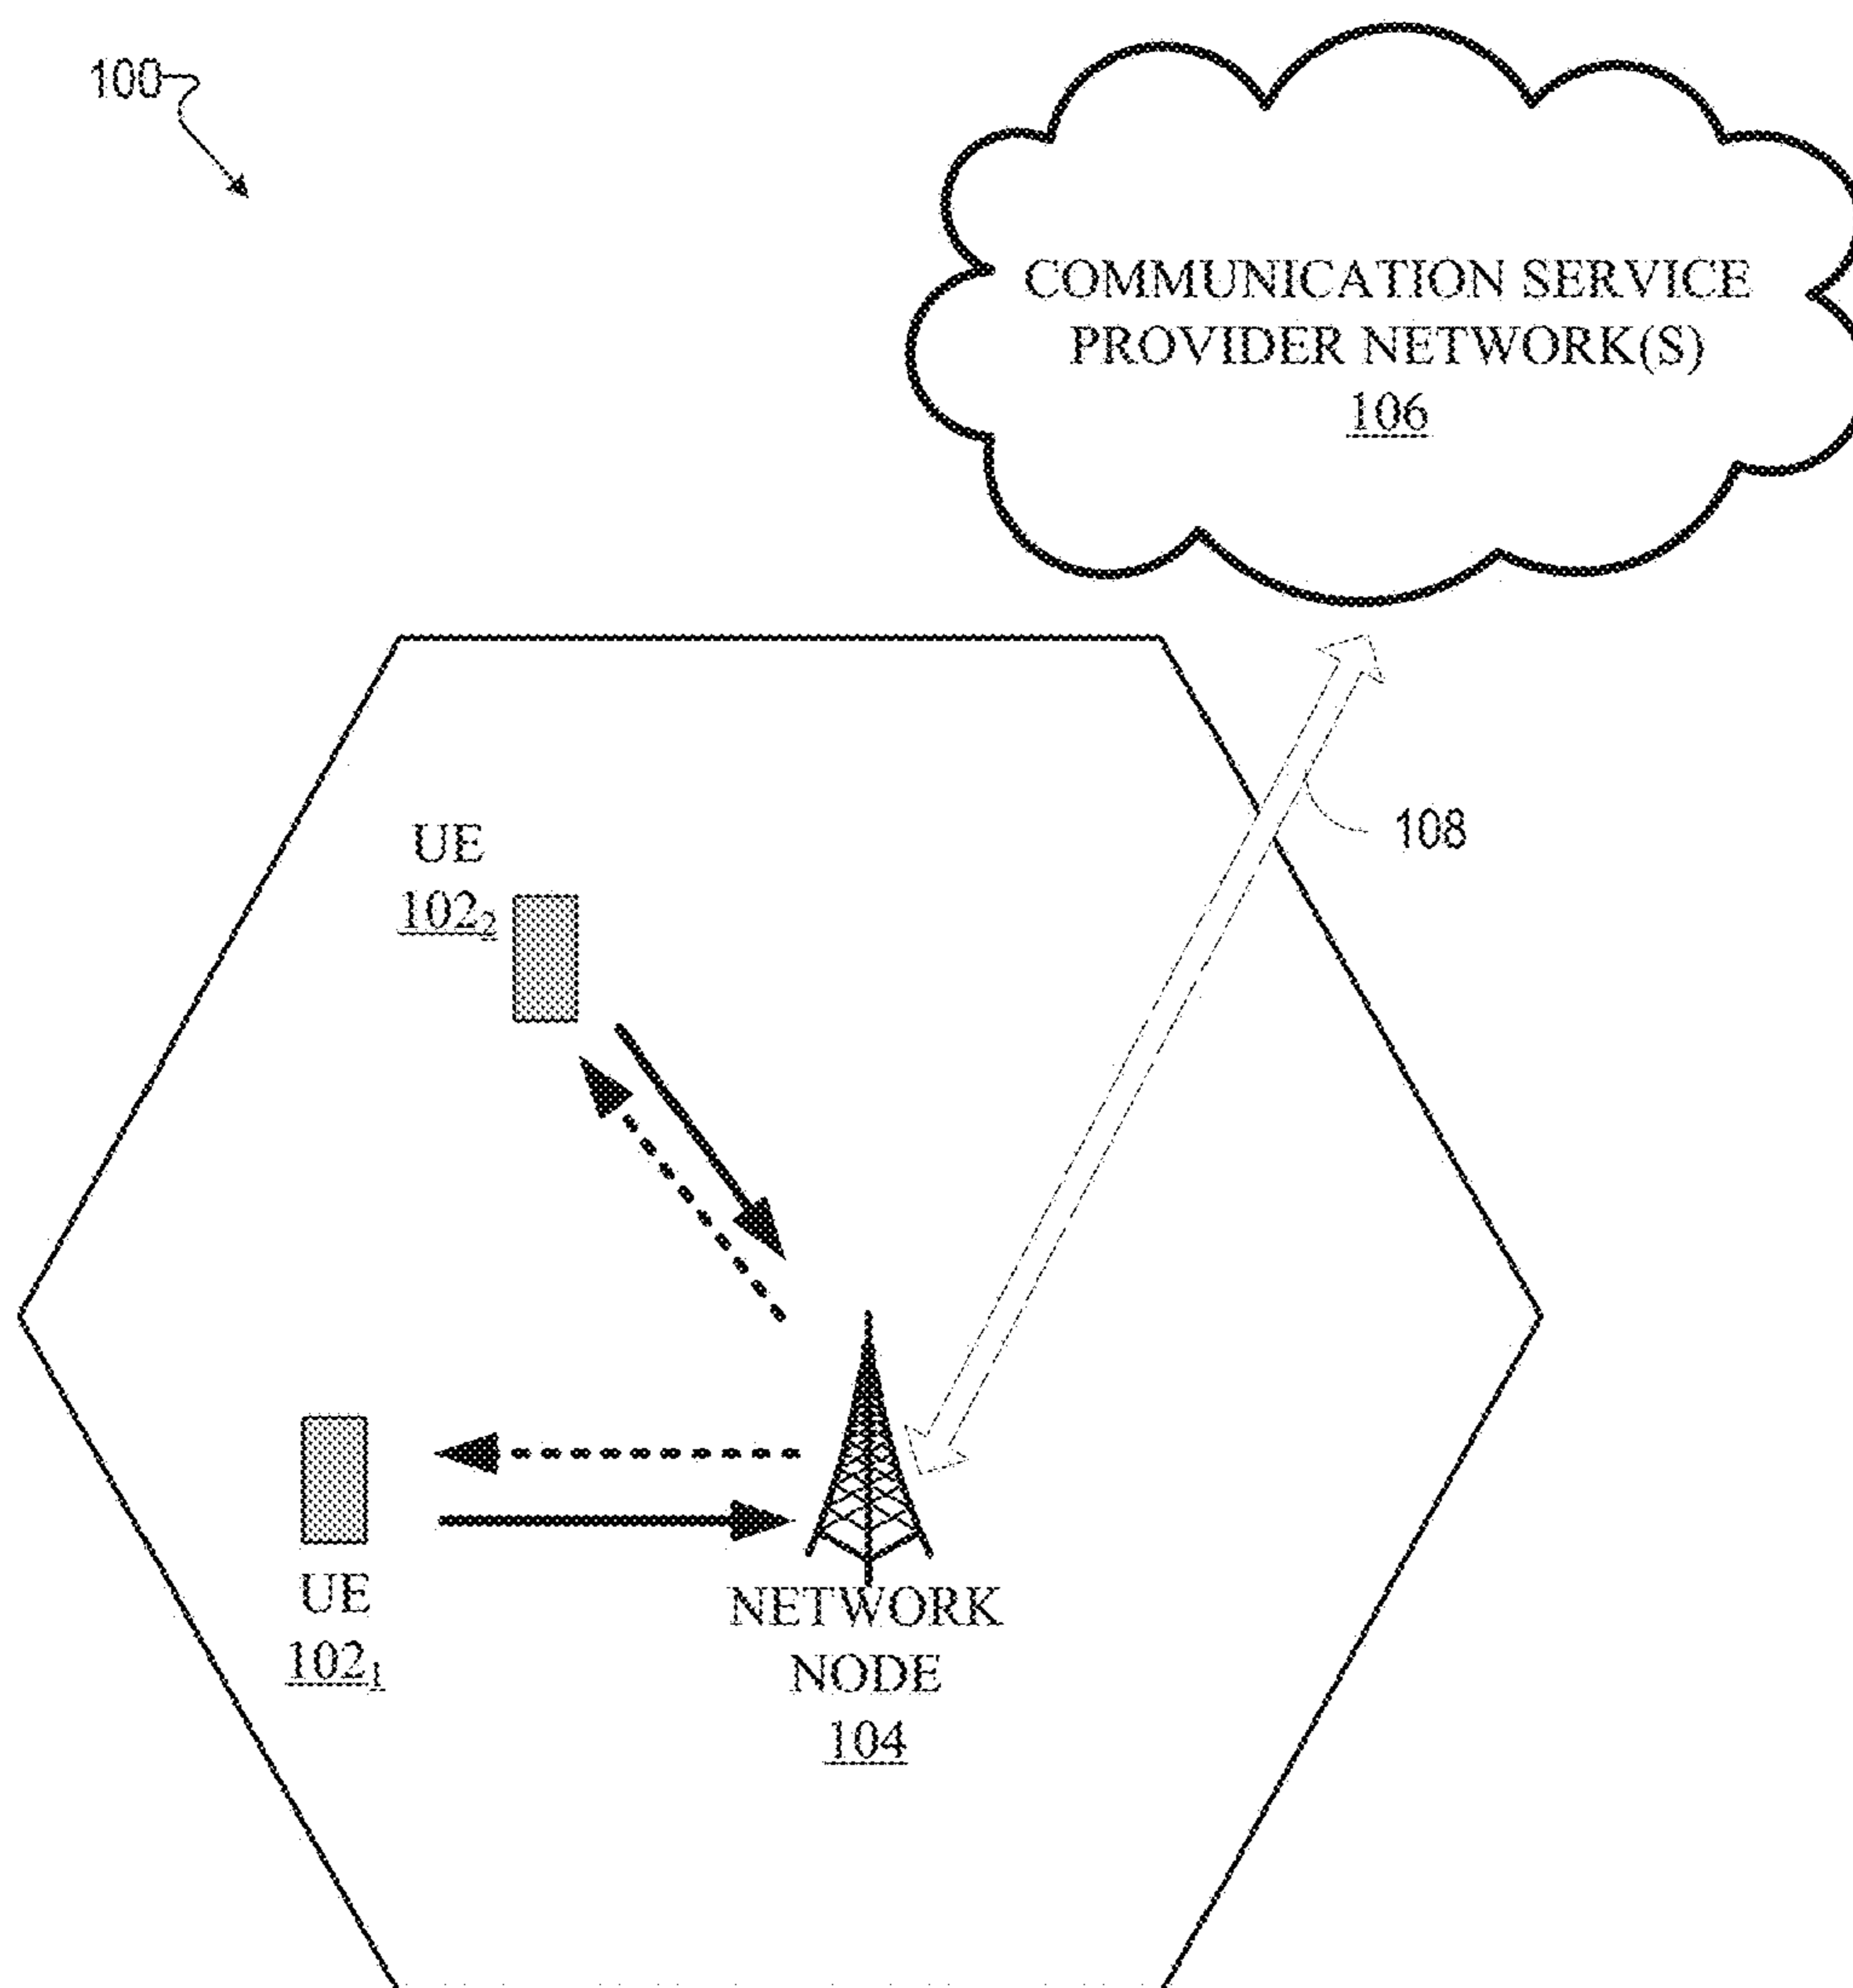 100
COMMUNICATION SERVICE
PROVIDER NETWORK(S)
106
108
UE
102₂
UE
102₁
NETWORK
NODE
104